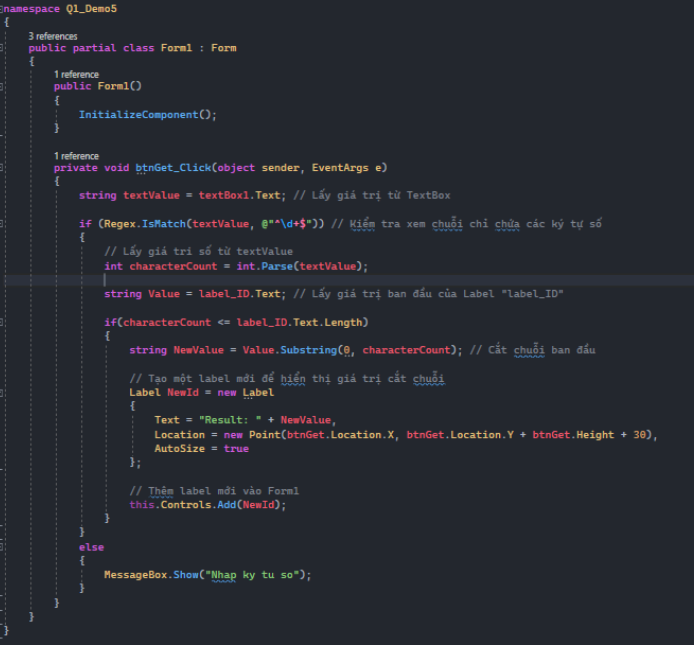 namespace Q1_Demo5
{
3 references
public partial class Form1 : Form
{
1 reference
public Form1()
{
InitializeComponent();
}
1 reference
private void btnGet_Click(object sender, EventArgs e)
{
string textValue = textBox1.Text; // Lấy giá trị từ TextBox
if (Regex.IsMatch(textValue, @"^\d+$")) // Kiểm tra xem chuỗi chỉ chứa các ký tự số
{
// Lấy giá trị số từ textValue
int characterCount = int.Parse(textValue);
string Value = label_ID.Text; // Lấy giá trị ban đầu của Label "label_ID"
if(characterCount <= label_ID.Text.Length)
{
string NewValue = Value.Substring(0, characterCount); // Cắt chuỗi ban đầu
// Tạo một label mới để hiển thị giá trị cắt chuỗi
Label NewId = new Label
{
Text = "Result: " + NewValue,
Location = new Point(btnGet.Location.X, btnGet.Location.Y + btnGet.Height + 30),
AutoSize = true
};
// Thêm label mới vào Form1
this.Controls.Add(NewId);
}
}
else
{
MessageBox.Show("Nhap ky tu so");
}
}
}
}